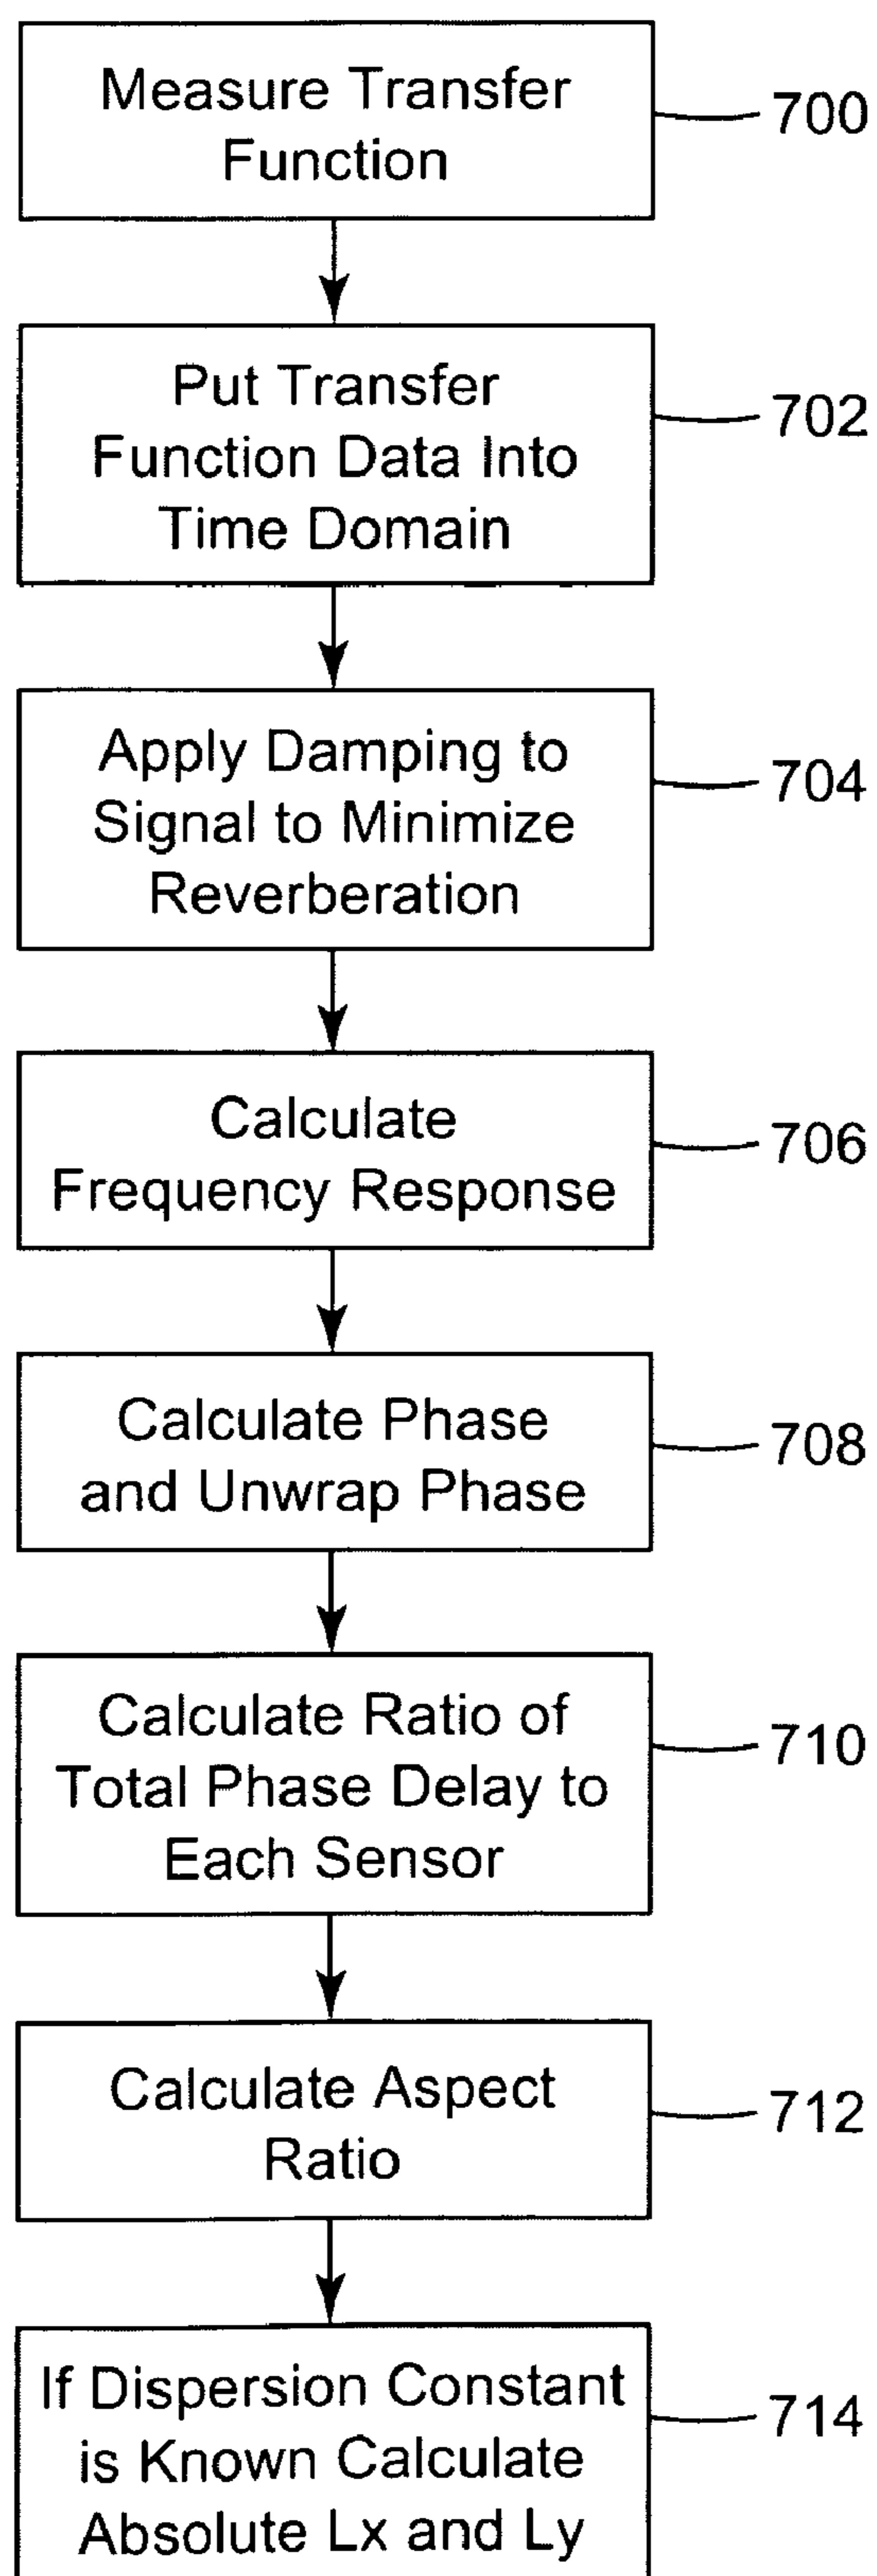 Measure Transfer
Function
700
Put Transfer
Function Data Into
Time Domain
702
Apply Damping to
Signal to Minimize
Reverberation
704
Calculate
Frequency Response
706
Calculate Phase
and Unwrap Phase
708
Calculate Ratio of
Total Phase Delay to
Each Sensor
710
Calculate Aspect
Ratio
712
If Dispersion Constant
is Known Calculate
Absolute Lx and Ly
714